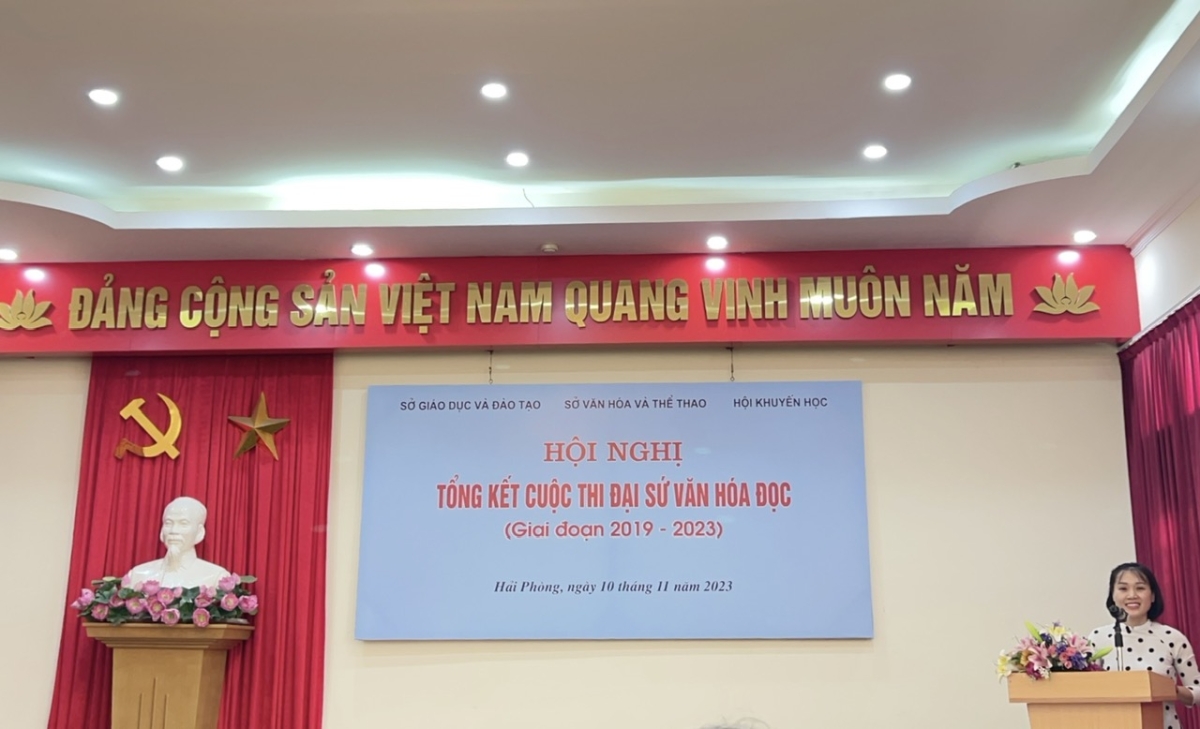 ĐẢNG CỘNG SẢN VIỆT NAM QUANG VINH MUÔN NĂM
SỞ GIÁO DỤC VÀ ĐÀO TẠO SỞ VĂN HÓA VÀ THỂ THAO HỘI KHUYẾN HỌC
HỘI NGHỊ
TỔNG KẾT CUỘC THI ĐẠI SỨ VĂN HÓA ĐỌC
(Giai đoạn 2019 - 2023)
Hải Phòng, ngày 10 tháng 11 năm 2023